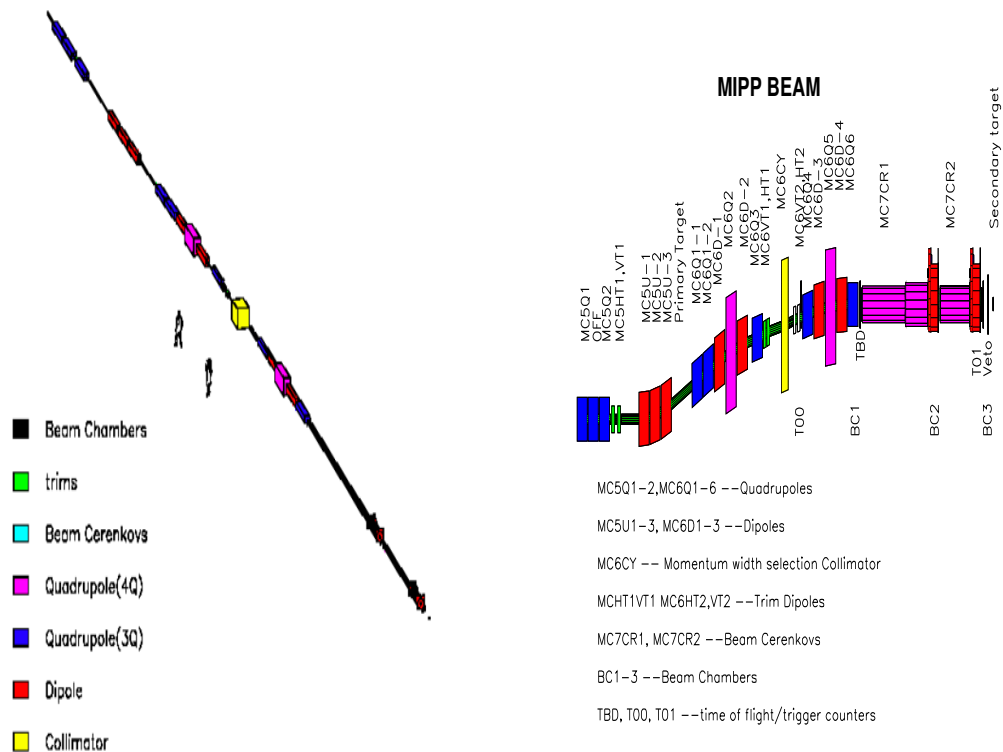 MIPP BEAM
MC5Q1
OFF
MC5Q2
MC5HT1,VT1
MC5U-1
MC5U-2
MC5U-3
Primary Target
MC6Q1-1
MC6Q1-2
MC6D-1
MC6Q2
MC6D-2
MC6Q3
MC6VT1,HT1
MC6CY
MC6VT2,HT2
MC6Q4
MC6D-3
MC6Q5
MC6D-4
MC6Q6
MC7CR1
MC7CR2
Secondary target
TBD
T01
Veto
T00
BC1
BC2
BC3
Beam Chambers
trims
Beam Cerenkovs
Quadrupole(4Q)
Quadrupole(3Q)
Dipole
Collimator
MC5Q1-2,MC6Q1-6 --Quadrupoles
MC5U1-3, MC6D1-3 --Dipoles
MC6CY -- Momentum width selection Collimator
MCHT1VT1 MC6HT2,VT2 --Trim Dipoles
MC7CR1, MC7CR2 --Beam Cerenkovs
BC1-3 --Beam Chambers
TBD, T00, T01 --time of flight/trigger counters